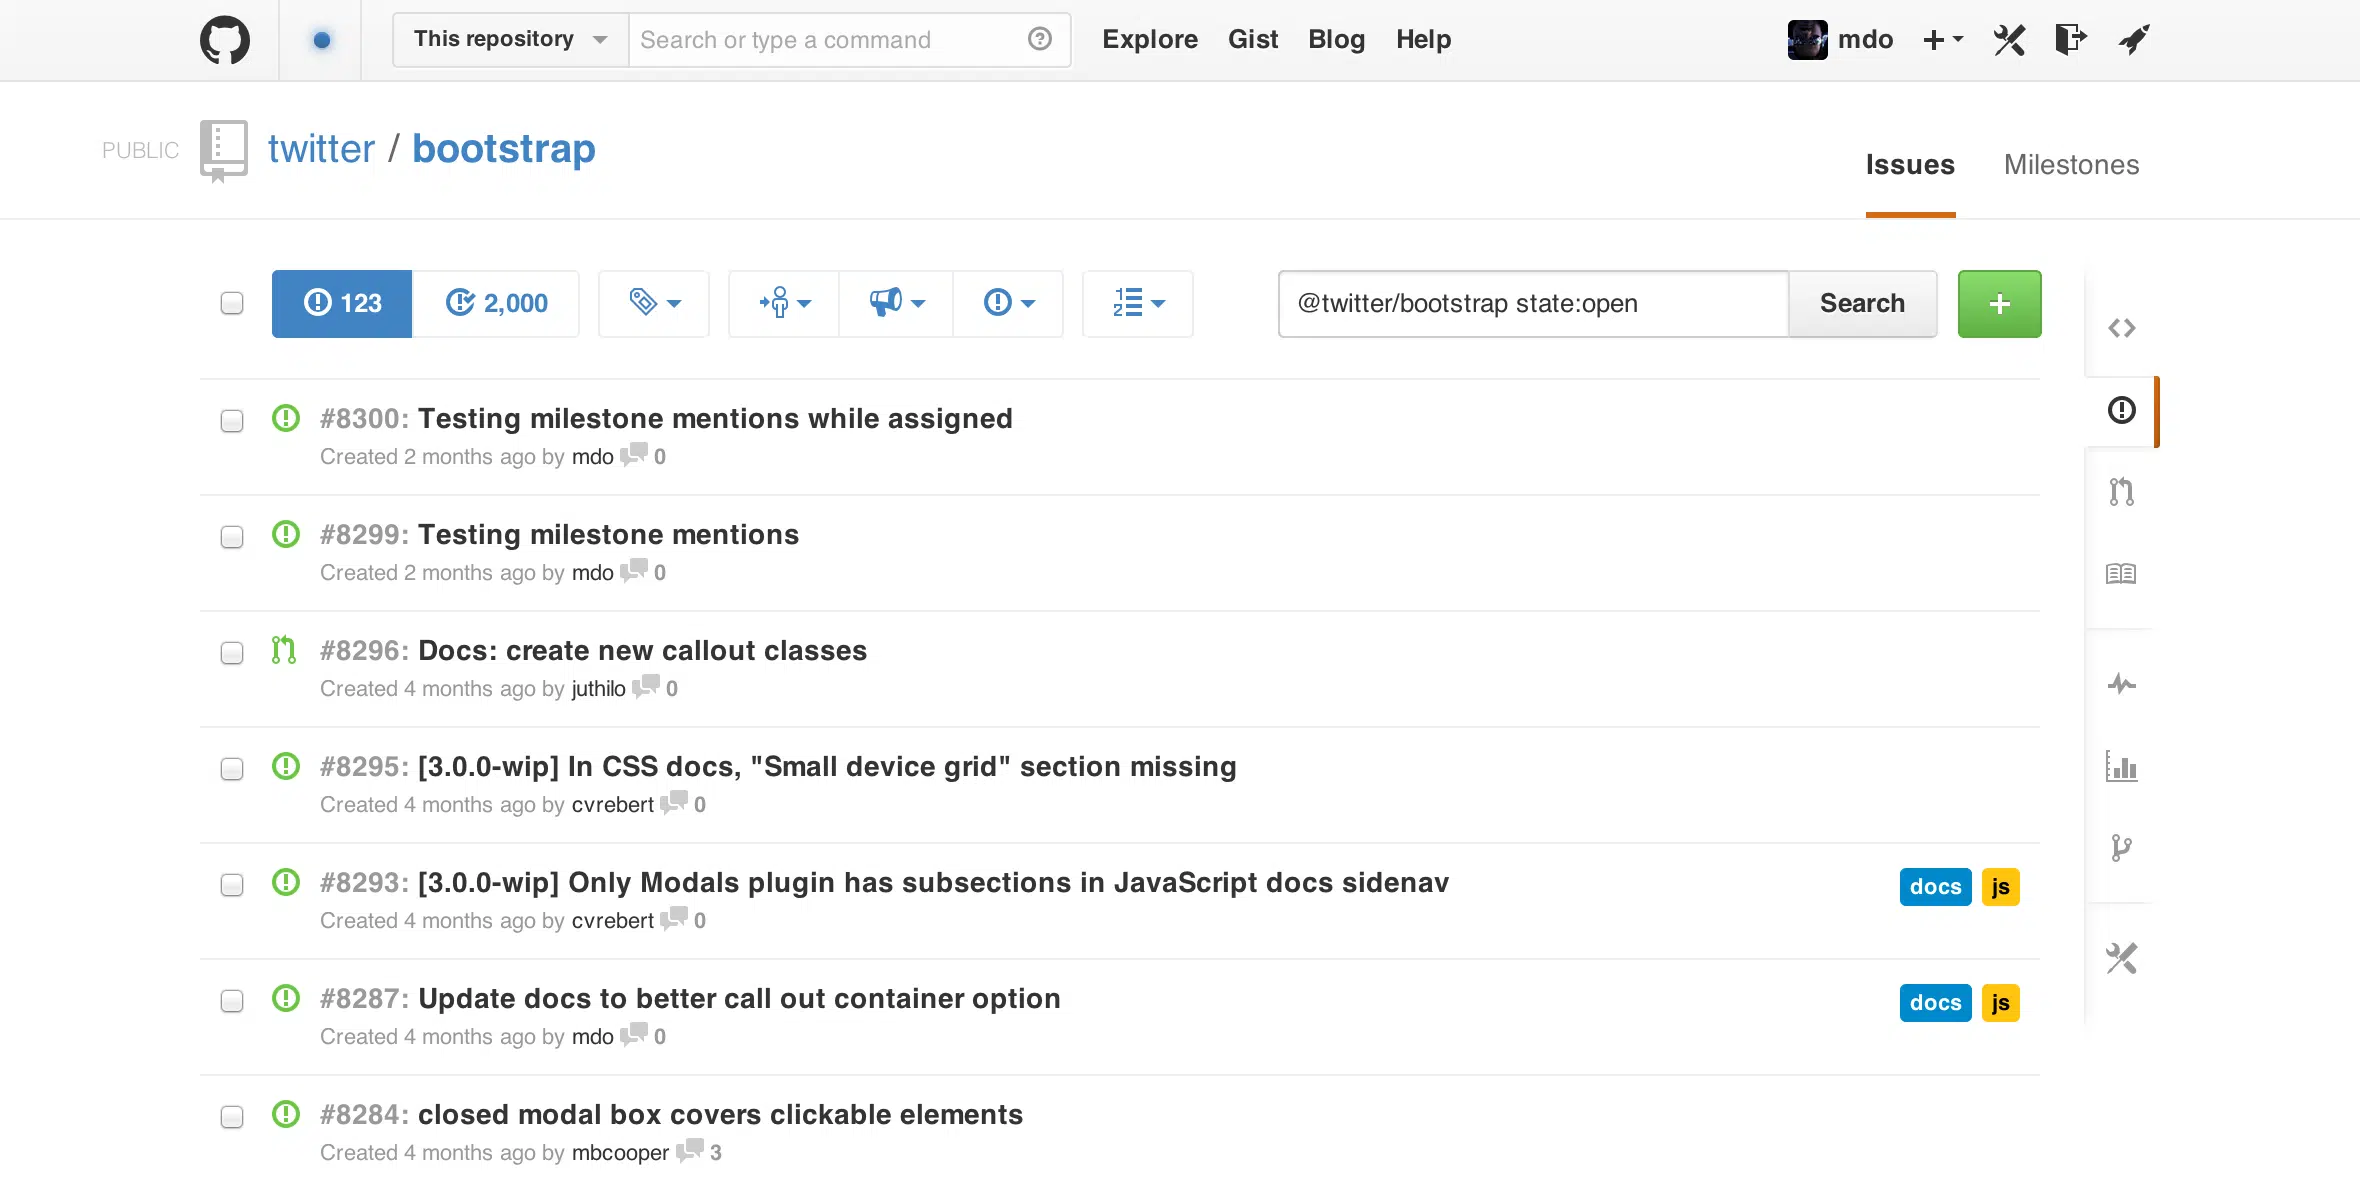 This repository Search or type a command Explore Gist Blog Help mdo
PUBLIC twitter / bootstrap
Issues Milestones
123 2,000 @twitter/bootstrap state:open Search +
#8300: Testing milestone mentions while assigned
Created 2 months ago by mdo 0
#8299: Testing milestone mentions
Created 2 months ago by mdo 0
#8296: Docs: create new callout classes
Created 4 months ago by juthilo 0
#8295: [3.0.0-wip] In CSS docs, "Small device grid" section missing
Created 4 months ago by cvrebert 0
#8293: [3.0.0-wip] Only Modals plugin has subsections in JavaScript docs sidenav docs js
Created 4 months ago by cvrebert 0
#8287: Update docs to better call out container option docs js
Created 4 months ago by mdo 0
#8284: closed modal box covers clickable elements
Created 4 months ago by mbcooper 3